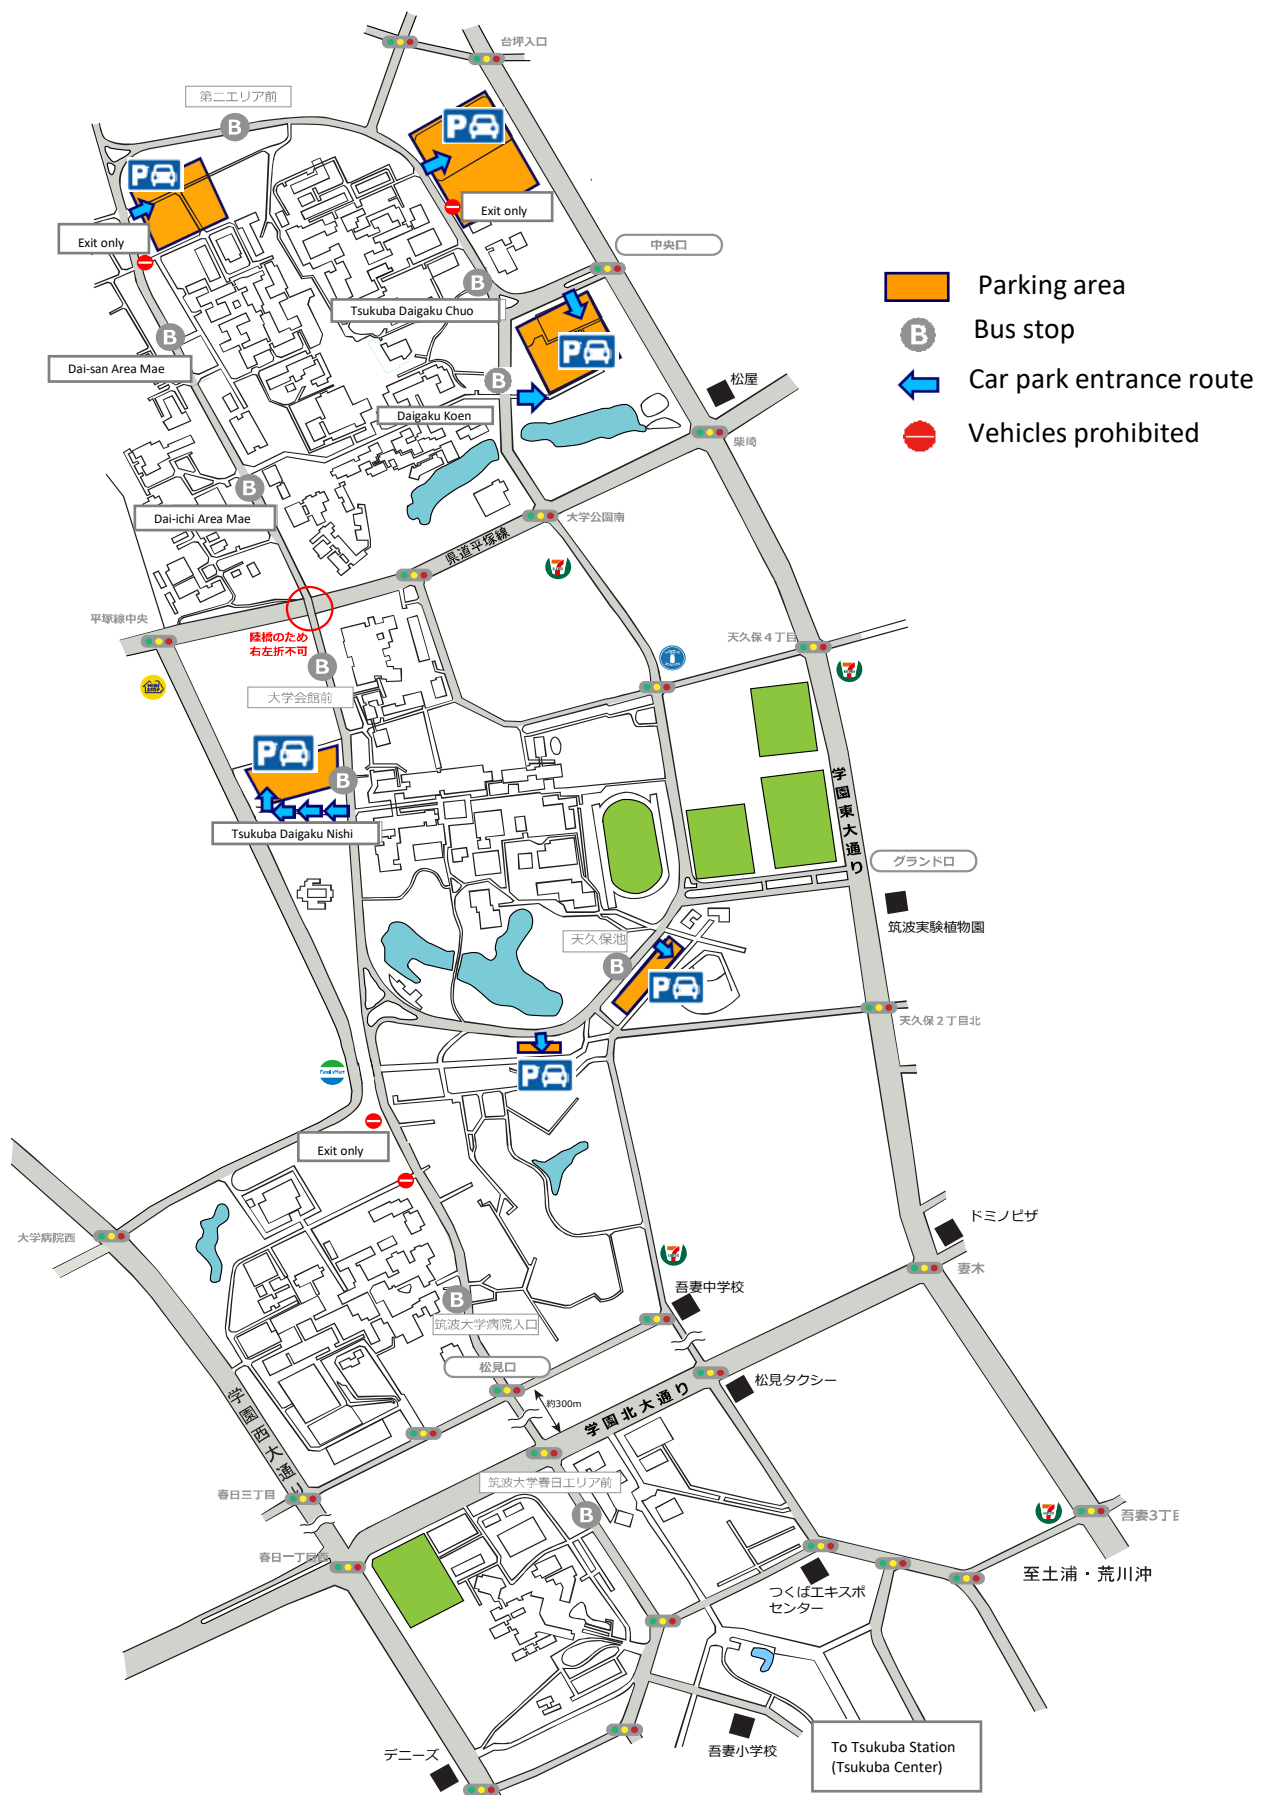 台坪入口
第二エリア前
B
P
P
Exit only
Exit only
中央口
B
Tsukuba Daigaku Chuo
Parking area
B
Bus stop
B
Dai-san Area Mae
P
Car park entrance route
松屋
B
Daigaku Koen
Vehicles prohibited
柴崎
B
Dai-ichi Area Mae
大学公園南
県道平塚線
7
平塚線中央
陸橋のため
右左折不可
天久保4丁目
B
大学会館前
7
P
B
学園東大通り
Tsukuba Daigaku Nishi
グランド口
筑波実験植物園
天久保池
B
P
天久保2丁目北
P
FamilyMart
Exit only
大学病院西
ドミノピザ
7
妻木
吾妻中学校
B
筑波大学病院入口
松見口
松見タクシー
約300m
学園北大通り
学園西大通り
筑波大学春日エリア前
春日三丁目
B
7
吾妻3丁目
春日一丁目西
つくばエキスポ
センター
至土浦・荒川沖
吾妻小学校
To Tsukuba Station
(Tsukuba Center)
デニーズ